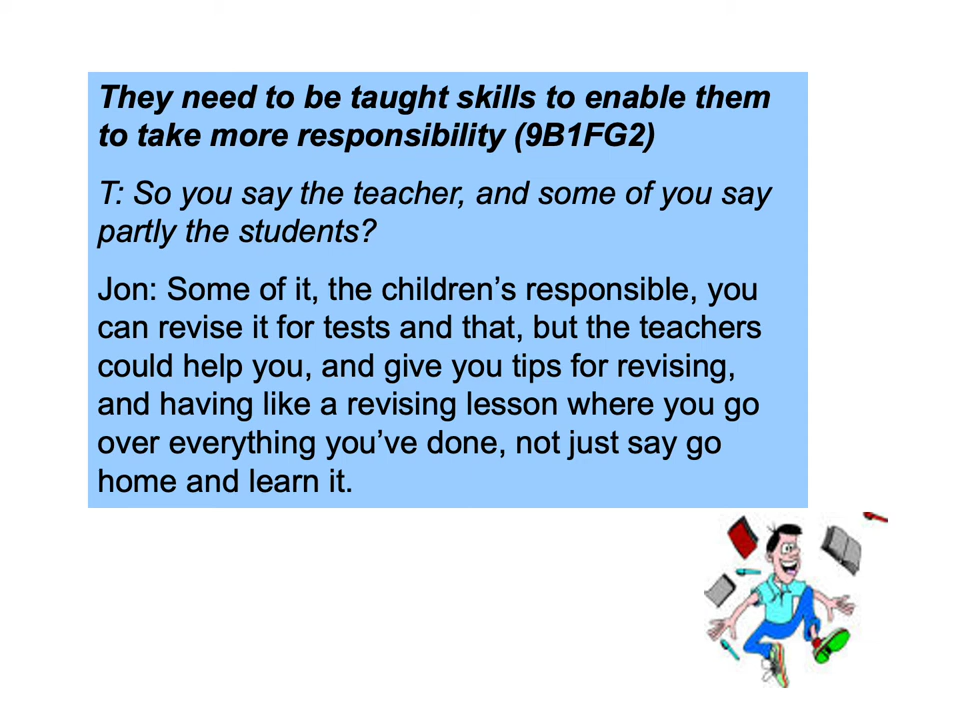 They need to be taught skills to enable them
to take more responsibility (9B1FG2)
T: So you say the teacher, and some of you say
partly the students?
Jon: Some of it, the children’s responsible, you
can revise it for tests and that, but the teachers
could help you, and give you tips for revising,
and having like a revising lesson where you go
over everything you’ve done, not just say go
home and learn it.